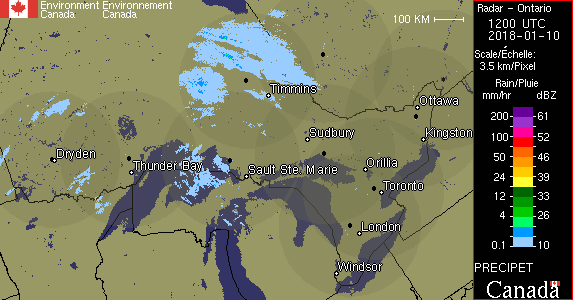 Environment Environnement
Canada Canada
100 KM
Timmins
Ottawa
Sudbury
Kingston
Dryden
Thunder Bay
Sault Ste. Marie
Orillia
Toronto
London
Windsor
Radar - Ontario
1200 UTC
2018-01-10
Scale/Échelle:
3.5 km/Pixel
Rain/Pluie
mm/hr dBZ
200 61
100 52
50 46
24 39
12 33
4 26
0.1 10
PRECIPET
Canada